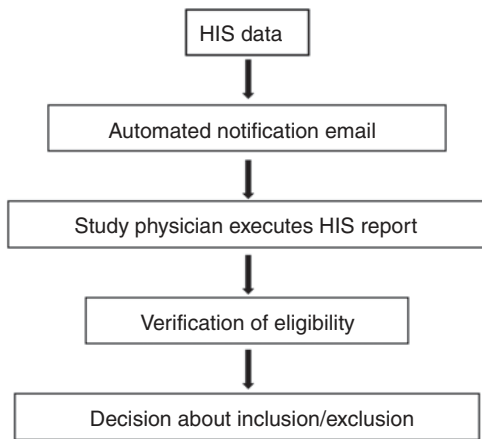 HIS data
Automated notification email
Study physician executes HIS report
Verification of eligibility
Decision about inclusion/exclusion